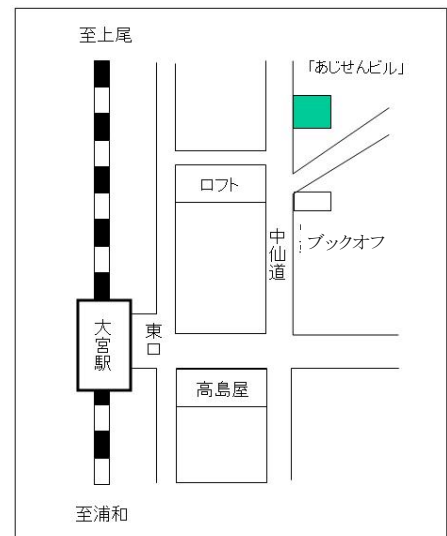 至上尾
「あじせんビル」
ロフト
中仙道
ブックオフ
大宮駅
東口
高島屋
至浦和